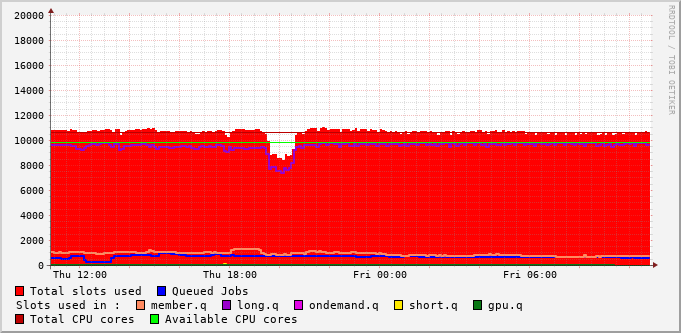 20000
18000
16000
14000
12000
10000
8000
6000
4000
2000
0
Thu 12:00 Thu 18:00 Fri 00:00 Fri 06:00
RRDTOOL / TOBI OETIKER
Total slots used Queued Jobs
Slots used in : member.q long.q ondemand.q short.q gpu.q
Total CPU cores Available CPU cores